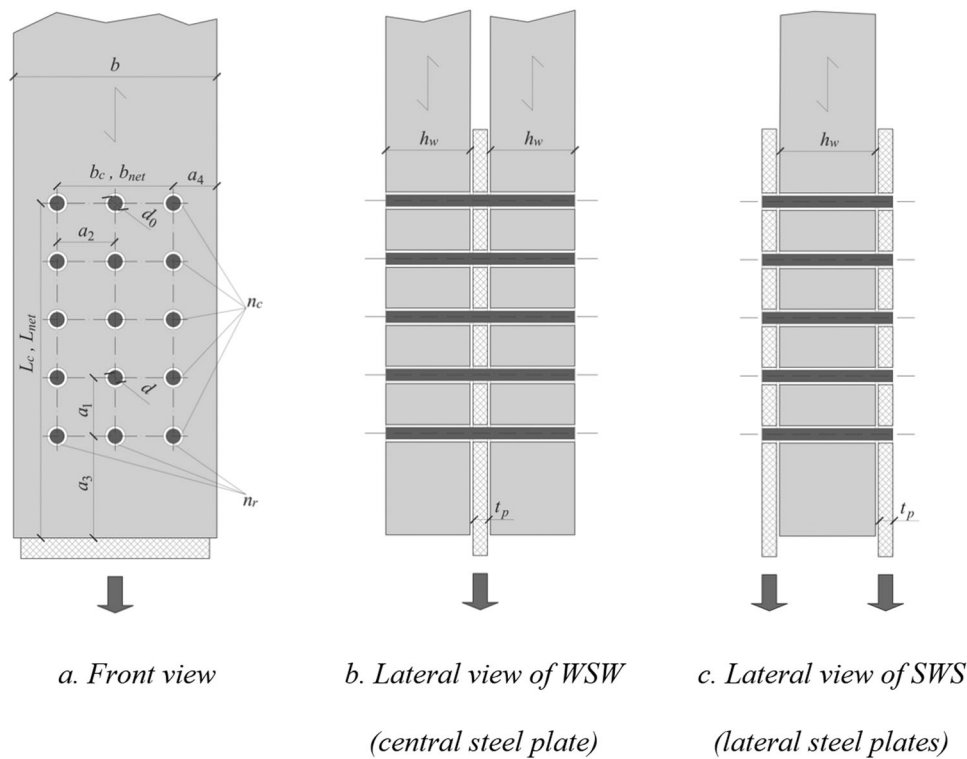 b
h_w
h_w
h_w
b_c , b_net
a_4
d_0
a_2
n_c
L_c , L_net
d
a_1
a_3
n_r
t_p
t_p
a. Front view
b. Lateral view of WSW
(central steel plate)
c. Lateral view of SWS
(lateral steel plates)